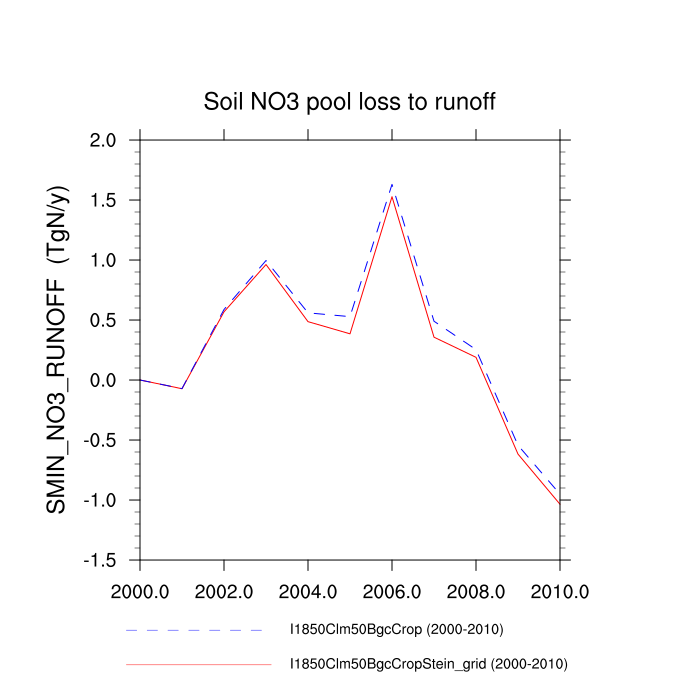 Soil NO3 pool loss to runoff
SMIN_NO3_RUNOFF (TgN/y)
2.0
1.5
1.0
0.5
0.0
-0.5
-1.0
-1.5
2000.0 2002.0 2004.0 2006.0 2008.0 2010.0
I1850Clm50BgcCrop (2000-2010)
I1850Clm50BgcCropStein_grid (2000-2010)